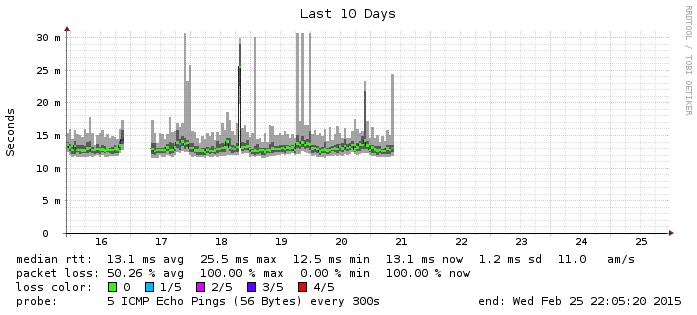 Last 10 Days
RRDTOOL / TOBI OETIKER
Seconds
30 m
25 m
20 m
15 m
10 m
5 m
0
16 17 18 19 20 21 22 23 24 25
median rtt: 13.1 ms avg 25.5 ms max 12.5 ms min 13.1 ms now 1.2 ms sd 11.0 am/s
packet loss: 50.26 % avg 100.00 % max 0.00 % min 100.00 % now
loss color: 0 1/5 2/5 3/5 4/5
probe: 5 ICMP Echo Pings (56 Bytes) every 300s end: Wed Feb 25 22:05:20 2015